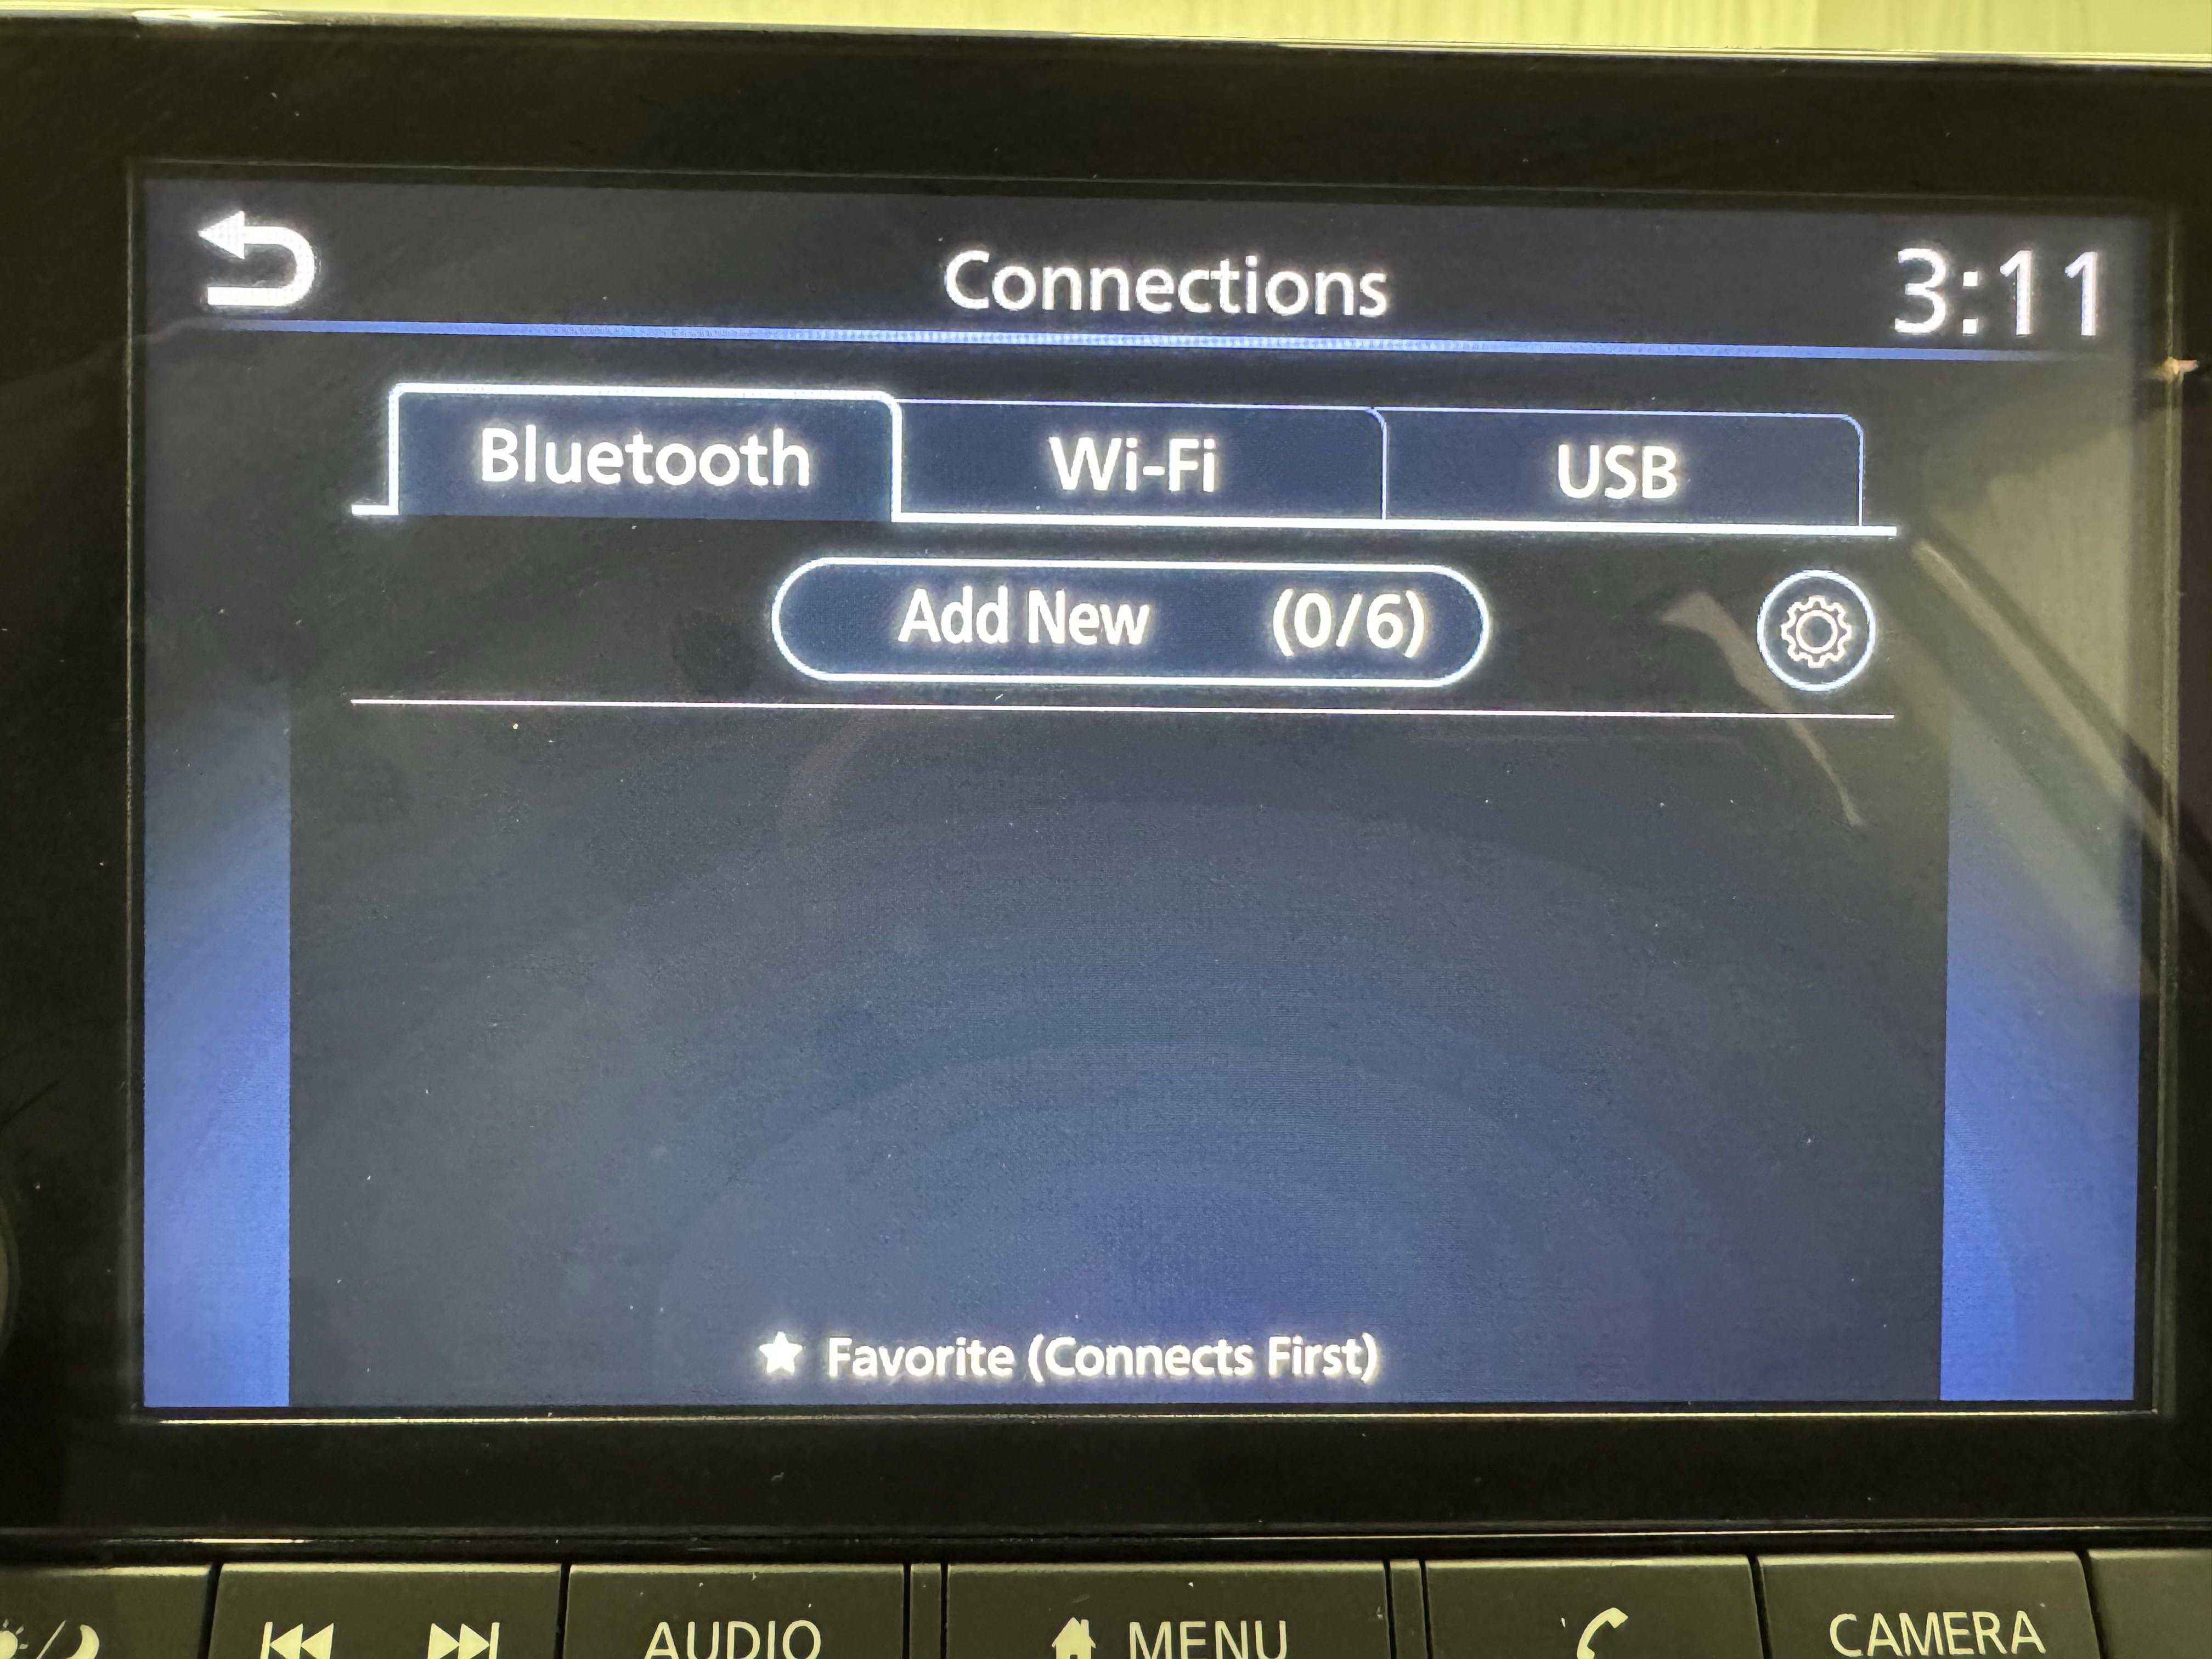 Connections
3:11
Bluetooth
Wi-Fi
USB
Add New (0/6)
Favorite (Connects First)
AUDIO
MENU
CAMERA